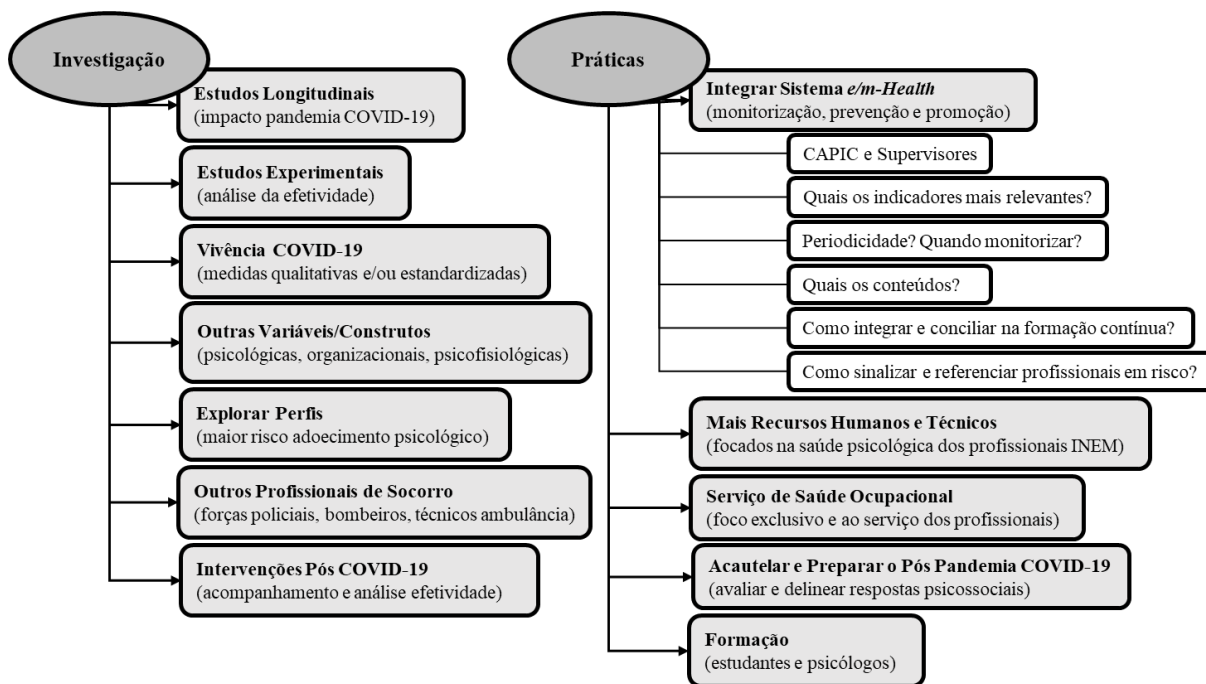 Investigação
Estudos Longitudinais
(impacto pandemia COVID-19)
Estudos Experimentais
(análise da efetividade)
Vivência COVID-19
(medidas qualitativas e/ou estandardizadas)
Outras Variáveis/Construtos
(psicológicas, organizacionais, psicofisiológicas)
Explorar Perfis
(maior risco adoecimento psicológico)
Outros Profissionais de Socorro
(forças policiais, bombeiros, técnicos ambulância)
Intervenções Pós COVID-19
(acompanhamento e análise efetividade)
Práticas
Integrar Sistema e/m-Health
(monitorização, prevenção e promoção)
CAPIC e Supervisores
Quais os indicadores mais relevantes?
Periodicidade? Quando monitorizar?
Quais os conteúdos?
Como integrar e conciliar na formação contínua?
Como sinalizar e referenciar profissionais em risco?
Mais Recursos Humanos e Técnicos
(focados na saúde psicológica dos profissionais INEM)
Serviço de Saúde Ocupacional
(foco exclusivo e ao serviço dos profissionais)
Acautelar e Preparar o Pós Pandemia COVID-19
(avaliar e delinear respostas psicossociais)
Formação
(estudantes e psicólogos)